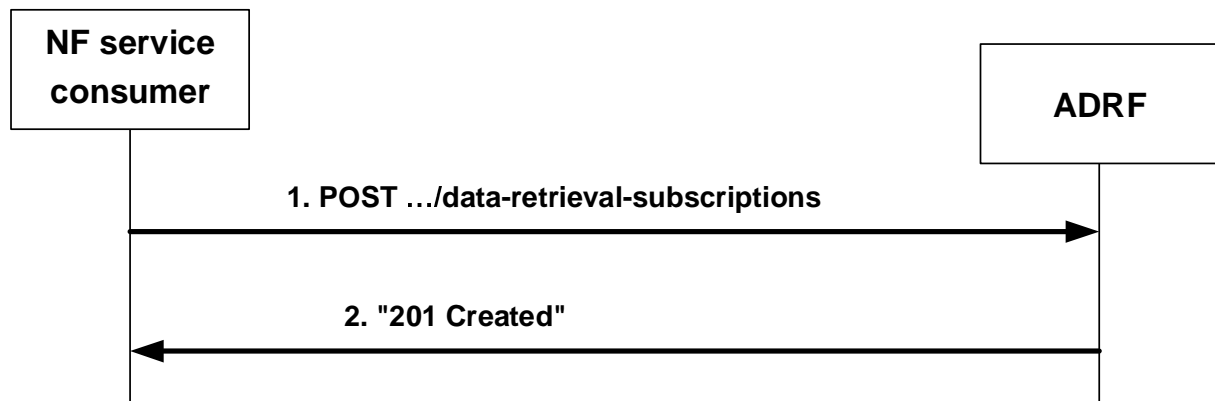 NF service
consumer
ADRF
1. POST …/data-retrieval-subscriptions
2. "201 Created"